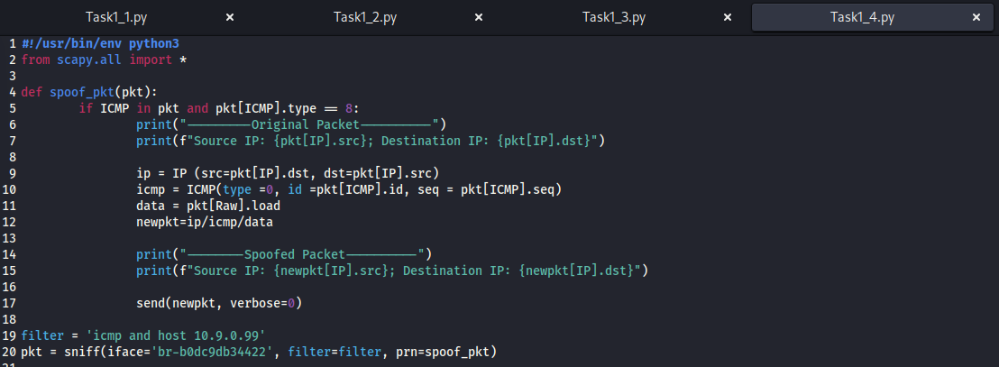 Task1_1.py × Task1_2.py × Task1_3.py × Task1_4.py ×
1 #!/usr/bin/env python3
2 from scapy.all import *
3
4 def spoof_pkt(pkt):
5         if ICMP in pkt and pkt[ICMP].type == 8:
6                 print("---------Original Packet----------")
7                 print(f"Source IP: {pkt[IP].src}; Destination IP: {pkt[IP].dst}")
8
9                 ip = IP (src=pkt[IP].dst, dst=pkt[IP].src)
10                 icmp = ICMP(type =0, id =pkt[ICMP].id, seq = pkt[ICMP].seq)
11                 data = pkt[Raw].load
12                 newpkt=ip/icmp/data
13
14                 print("--------Spoofed Packet----------")
15                 print(f"Source IP: {newpkt[IP].src}; Destination IP: {newpkt[IP].dst}")
16
17                 send(newpkt, verbose=0)
18
19 filter = 'icmp and host 10.9.0.99'
20 pkt = sniff(iface='br-b0dc9db34422', filter=filter, prn=spoof_pkt)
21